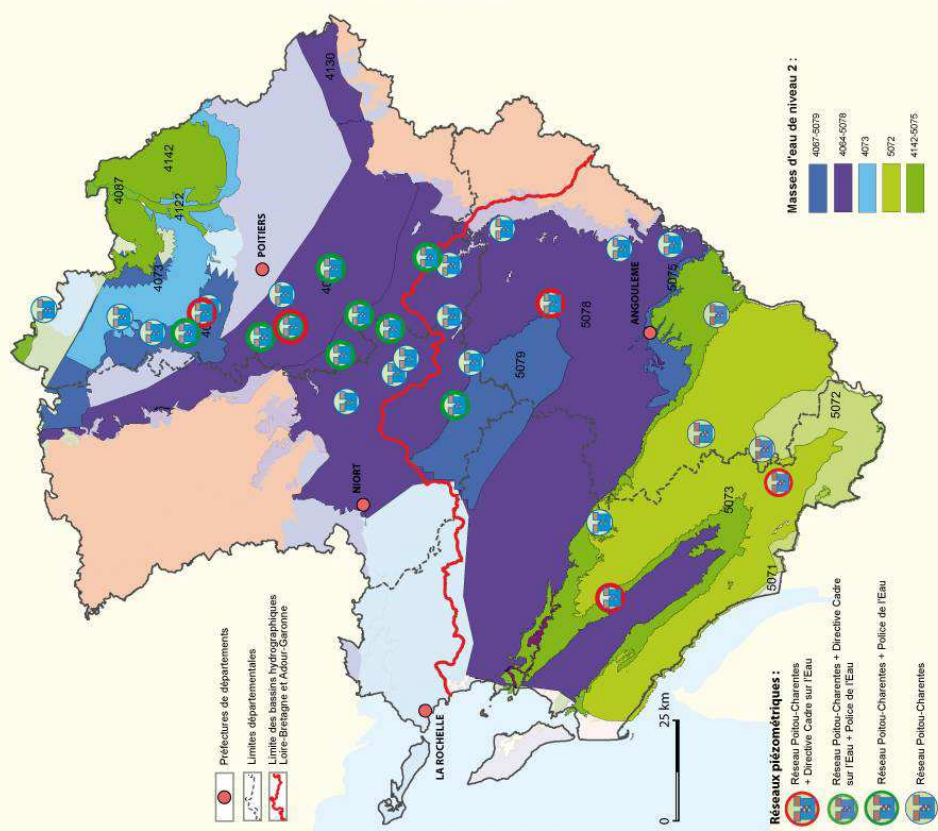 4130
4142
4087
4122
4073
POITIERS
5078
5075
ANGOULEME
5079
NIORT
5072
5073
5071
LA ROCHELLE
Préfectures de départements
Limites départementales
Limite des bassins hydrographiques
Loire-Bretagne et Adour-Garonne
0
25 km
Réseaux piézométriques :
Réseau Poitou-Charentes
+ Directive Cadre sur l'Eau
Réseau Poitou-Charentes + Directive Cadre
sur l'Eau + Police de l'Eau
Réseau Poitou-Charentes + Police de l'Eau
Réseau Poitou-Charentes
Masses d'eau de niveau 2 :
4067-5079
4064-5078
4073
5072
4142-5075